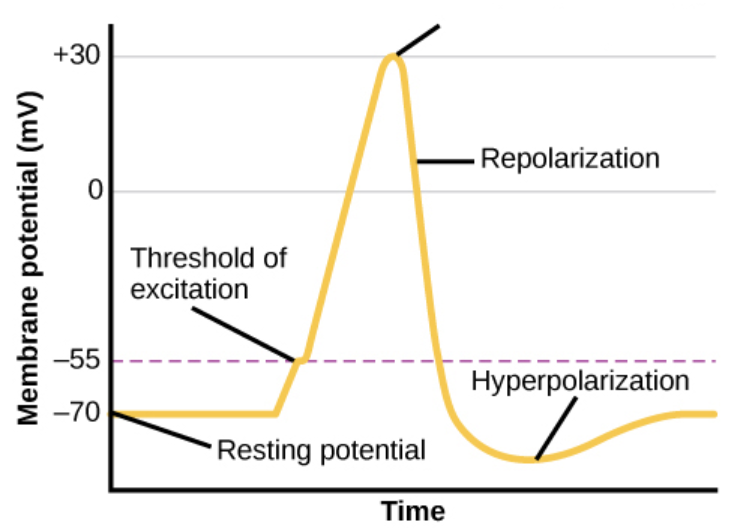 +30
Repolarization
0
Threshold of
excitation
–55
Hyperpolarization
–70
Resting potential
Membrane potential (mV)
Time